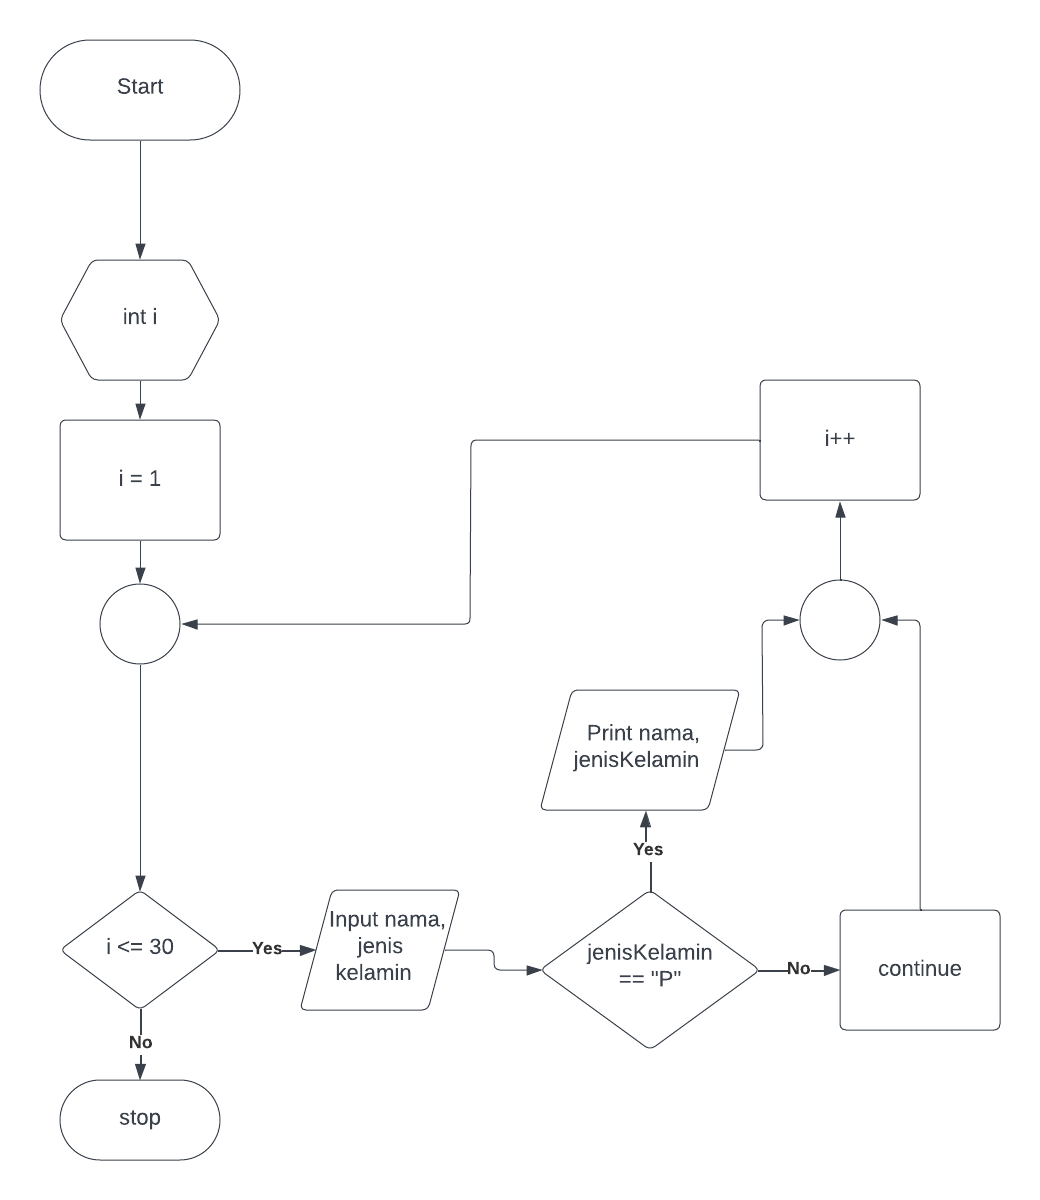 Start
int i
i = 1
i++
Print nama,
jenisKelamin
Yes
i <= 30
Yes
Input nama,
jenis
kelamin
jenisKelamin
== "P"
No
continue
No
stop